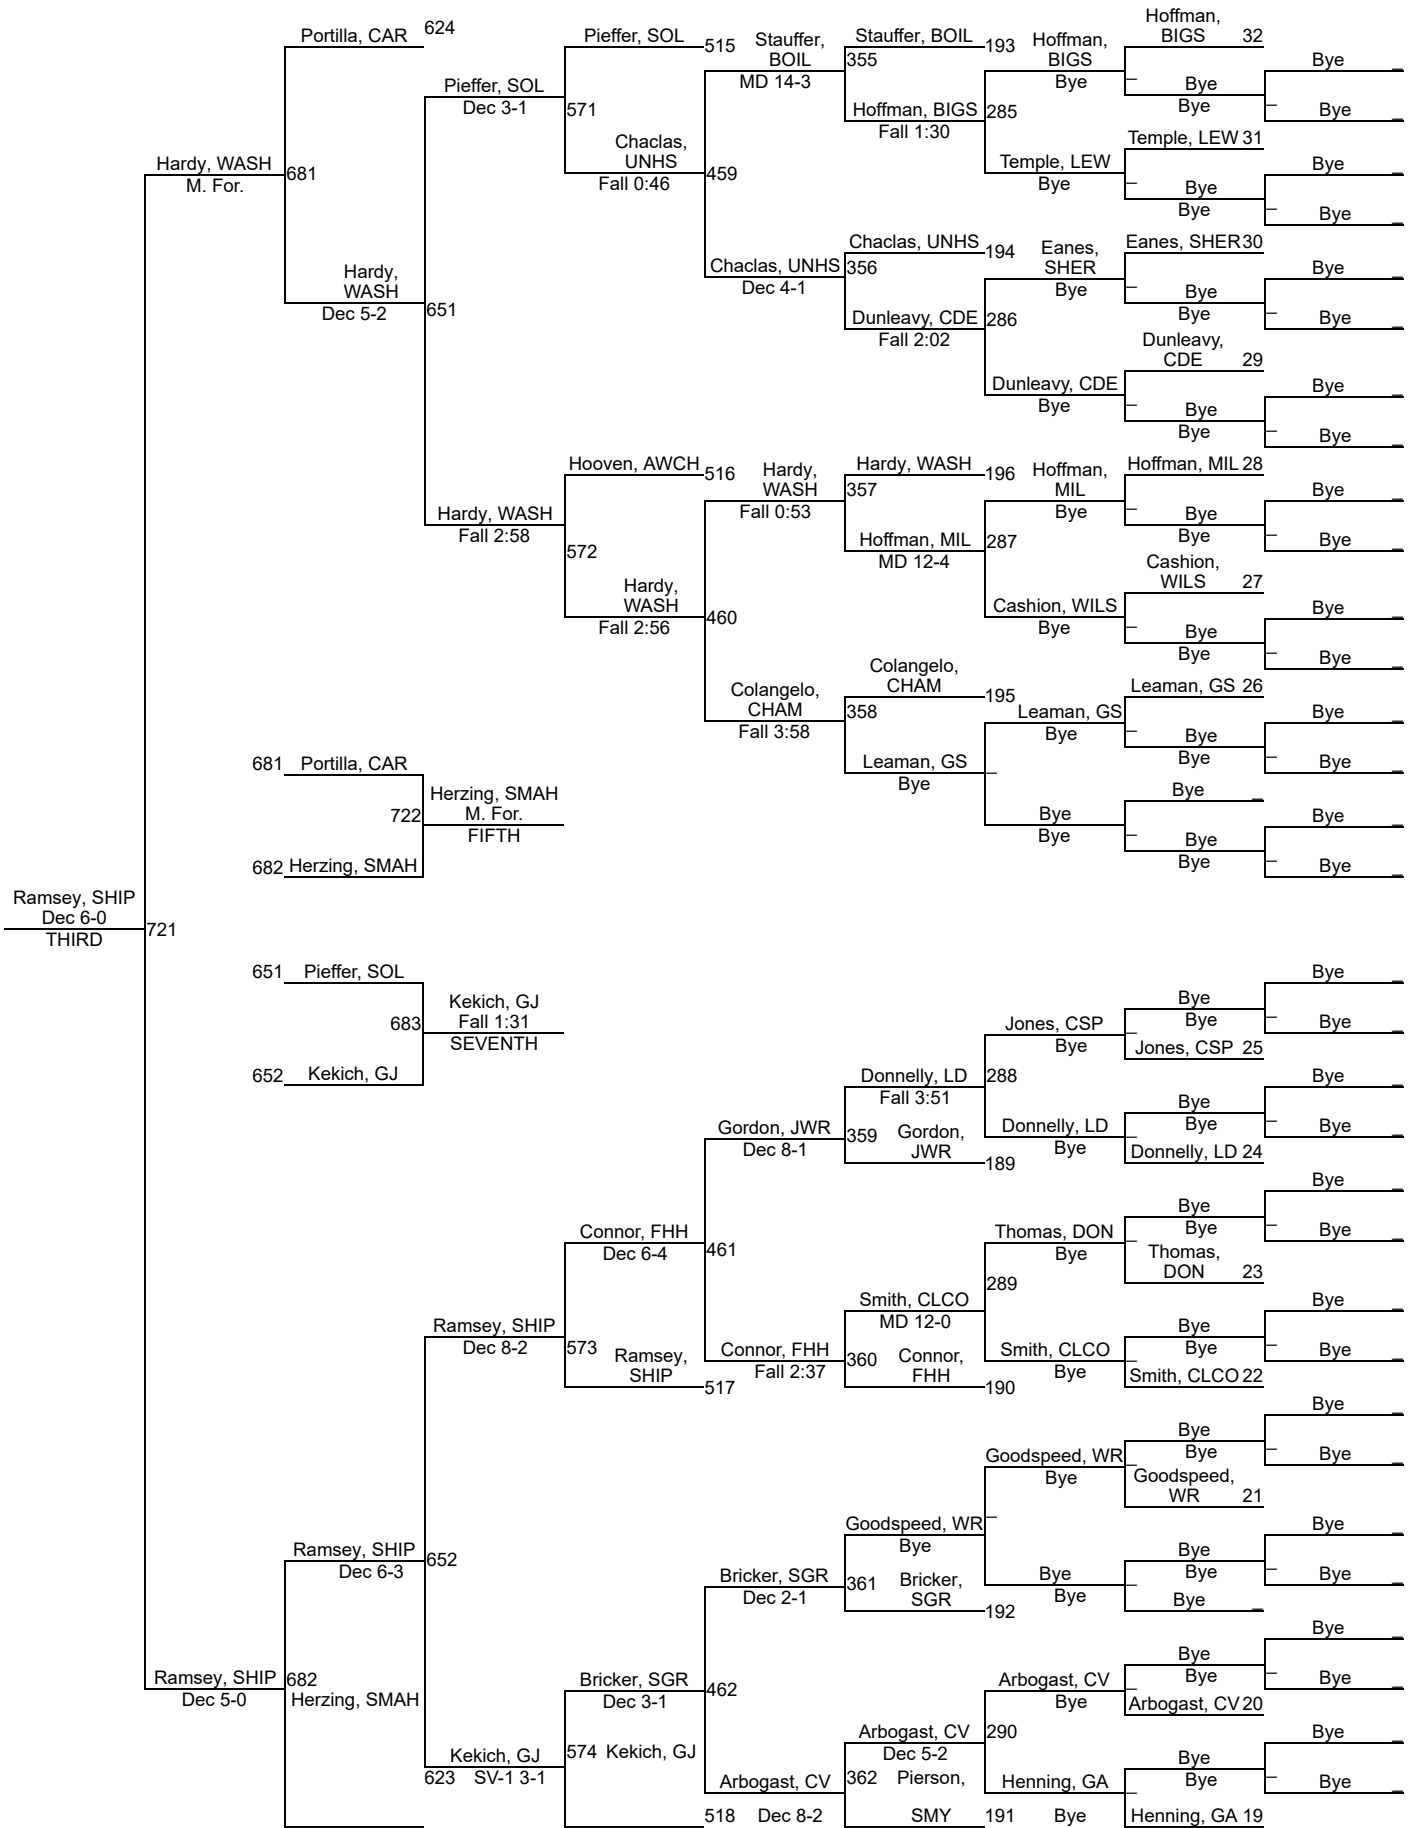 Portilla, CAR
624
Pieffer, SOL
Dec 3-1
Pieffer, SOL
515
571
Chaclas,
UNHS
Fall 0:46
Stauffer,
BOIL
MD 14-3
459
Stauffer, BOIL
193
355
Hoffman, BIGS
Fall 1:30
Hoffman,
BIGS
Bye
285
Temple, LEW
Bye
Hoffman,
BIGS 32
_
Bye
Bye
Bye _
_
Bye _
Temple, LEW 31
_
Bye
Bye
Bye _
_
Bye _
Hardy, WASH
M. For.
681
Hardy,
WASH
Dec 5-2
651
Chaclas, UNHS
Dec 4-1
Chaclas, UNHS
194
356
Dunleavy, CDE
Fall 2:02
Eanes,
SHER
Bye
286
Dunleavy, CDE
Bye
Eanes, SHER 30
_
Bye
Bye
Bye _
_
Bye _
Dunleavy,
CDE 29
_
Bye
Bye
Bye _
_
Bye _
Hardy, WASH
Fall 2:58
Hooven, AWCH
516
572
Hardy,
WASH
Fall 2:56
Hardy,
WASH
Fall 0:53
460
Hardy, WASH
196
357
Hoffman, MIL
MD 12-4
Hoffman,
MIL
Bye
287
Cashion, WILS
Bye
Hoffman, MIL 28
_
Bye
Bye
Bye _
_
Bye _
Cashion,
WILS 27
_
Bye
Bye
Bye _
_
Bye _
Colangelo,
CHAM
Fall 3:58
Colangelo,
CHAM
195
358
Leaman, GS
Bye
Leaman, GS
Bye
_
Bye
Bye
Leaman, GS 26
_
Bye
Bye
Bye _
_
Bye _
Bye _
_
Bye
Bye
Bye _
_
Bye _
681 Portilla, CAR
722
Herzing, SMAH
M. For.
FIFTH
682 Herzing, SMAH
Ramsey, SHIP
Dec 6-0
THIRD
721
651 Pieffer, SOL
683
Kekich, GJ
Fall 1:31
SEVENTH
652 Kekich, GJ
Jones, CSP
Bye
288
Donnelly, LD
Bye
Bye
Bye
_
Jones, CSP 25
Bye _
_
Bye _
Donnelly, LD
Fall 3:51
359
Gordon,
JWR
189
Gordon, JWR
Dec 8-1
461
Bye
Bye
_
Donnelly, LD 24
Bye _
_
Bye _
Connor, FHH
Dec 6-4
573
Ramsey,
SHIP
517
Thomas, DON
Bye
289
Smith, CLCO
Bye
Bye
Bye
_
Thomas,
DON 23
Bye _
_
Bye _
Smith, CLCO
MD 12-0
360
Connor,
FHH
190
Connor, FHH
Fall 2:37
Bye
Bye
_
Smith, CLCO 22
Bye _
_
Bye _
Ramsey, SHIP
Dec 8-2
652
Goodspeed, WR
Bye
_
Bye
Bye
Bye
Bye
_
Goodspeed,
WR 21
Bye _
_
Bye _
Ramsey, SHIP
Dec 6-3
Goodspeed, WR
Bye
361
Bricker,
SGR
192
Bricker, SGR
Dec 2-1
462
Bye
Bye
_
Bye _
Bye _
_
Bye _
Ramsey, SHIP
Dec 5-0
682
Herzing, SMAH
623
Kekich, GJ
SV-1 3-1
Bricker, SGR
Dec 3-1
574 Kekich, GJ
518
Arbogast, CV
Dec 8-2
Arbogast, CV
Dec 5-2
362
Pierson,
SMY
191
Arbogast, CV
Bye
290
Henning, GA
Bye
Bye
Bye
_
Arbogast, CV 20
Bye _
_
Bye _
Bye
Bye
_
Henning, GA 19
Bye _
_
Bye _